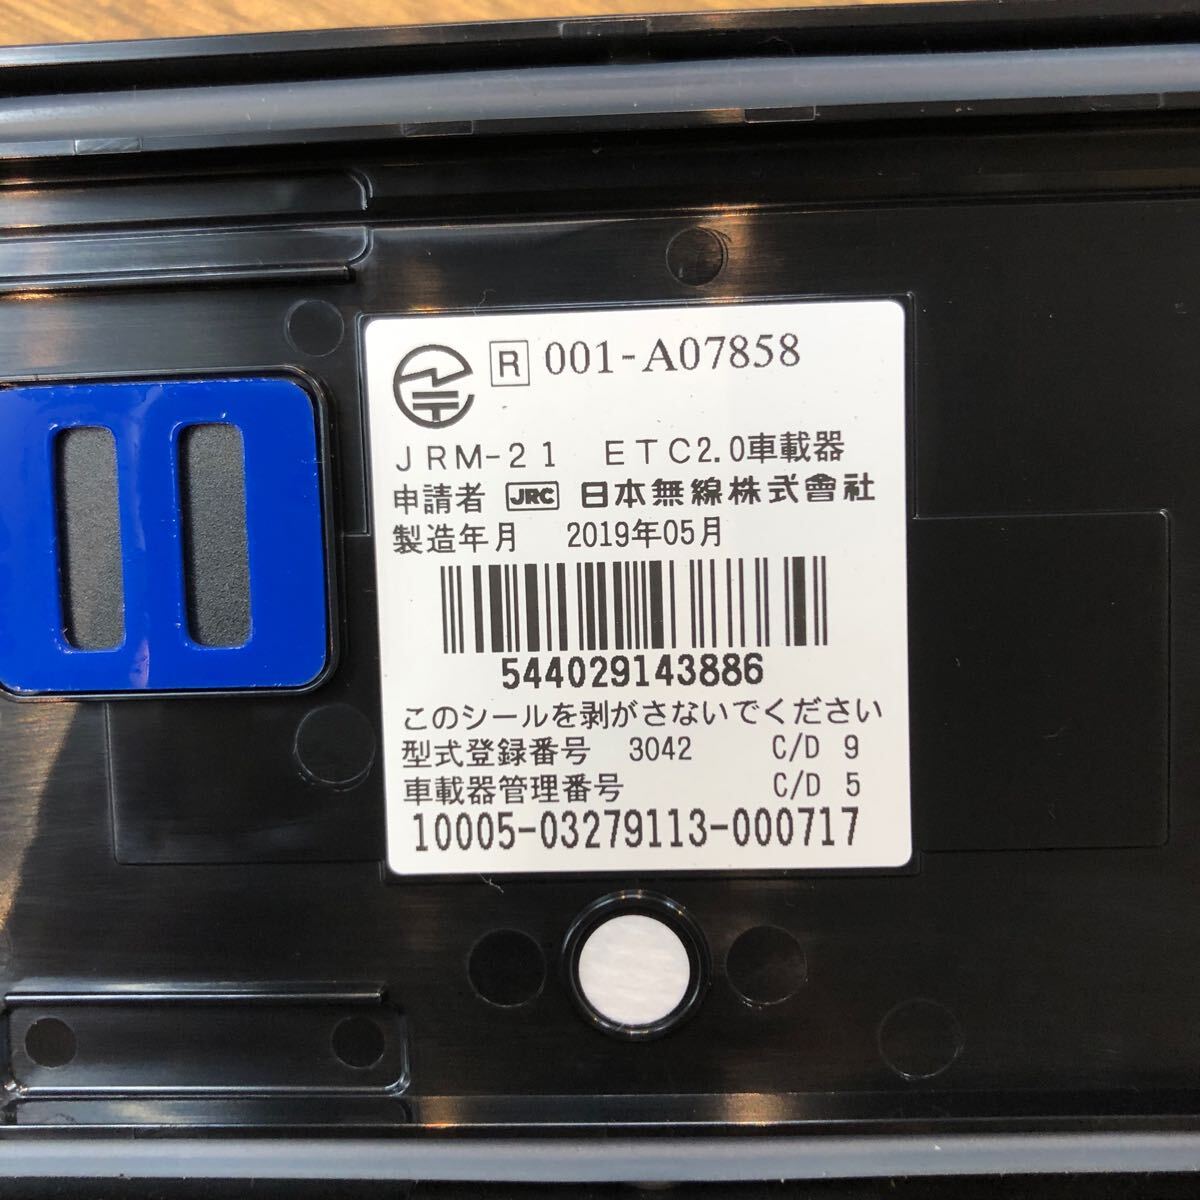 R 001-A07858
JRM-21 ETC2.0車載器
申請者 JRC 日本無線株式會社
製造年月 2019年05月
544029143886
このシールを剥がさないでください
型式登録番号 3042 C/D 9
車載器管理番号 C/D 5
10005-03279113-000717